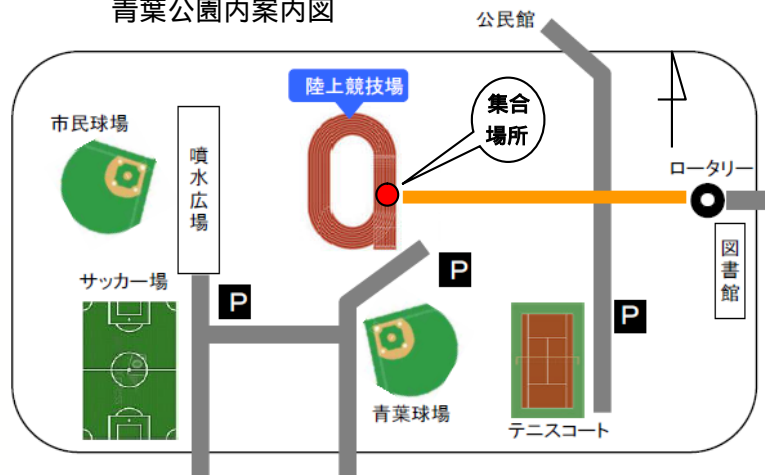 青葉公園内案内図
公民館
陸上競技場
集合
場所
市民球場
噴水広場
ロータリー
図書館
サッカー場
P
P
P
青葉球場
テニスコート